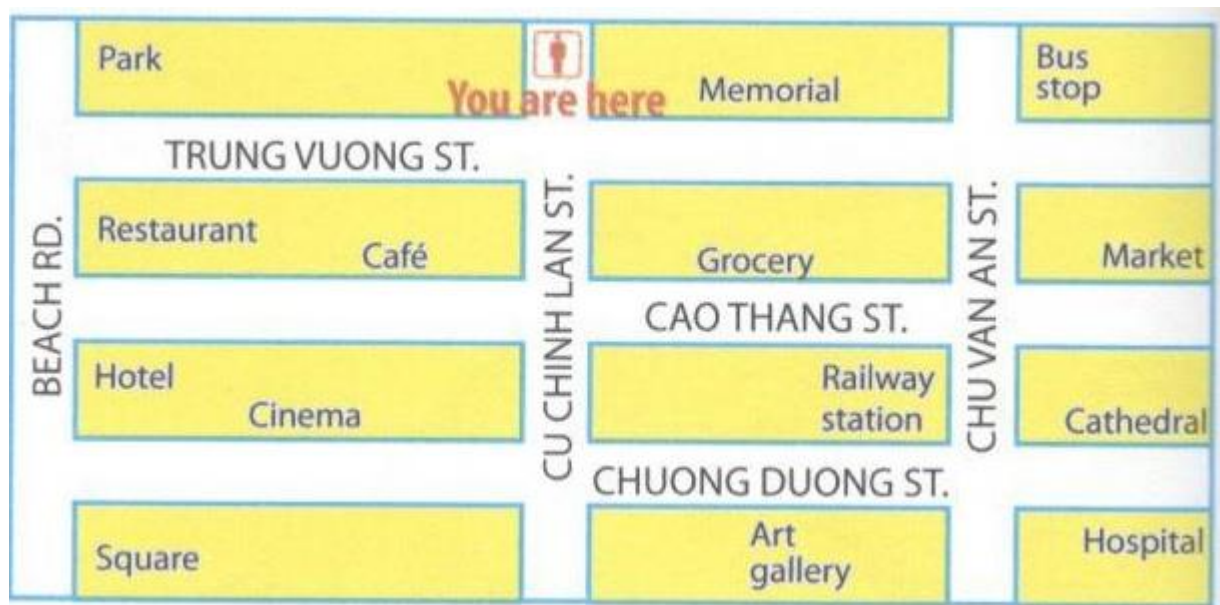 Park
You are here
Memorial
Bus
stop
TRUNG VUONG ST.
BEACH RD.
Restaurant
Café
CU CHINH LAN ST.
Grocery
CHU VAN AN ST.
Market
CAO THANG ST.
Hotel
Cinema
Railway
station
Cathedral
CHUONG DUONG ST.
Square
Art
gallery
Hospital